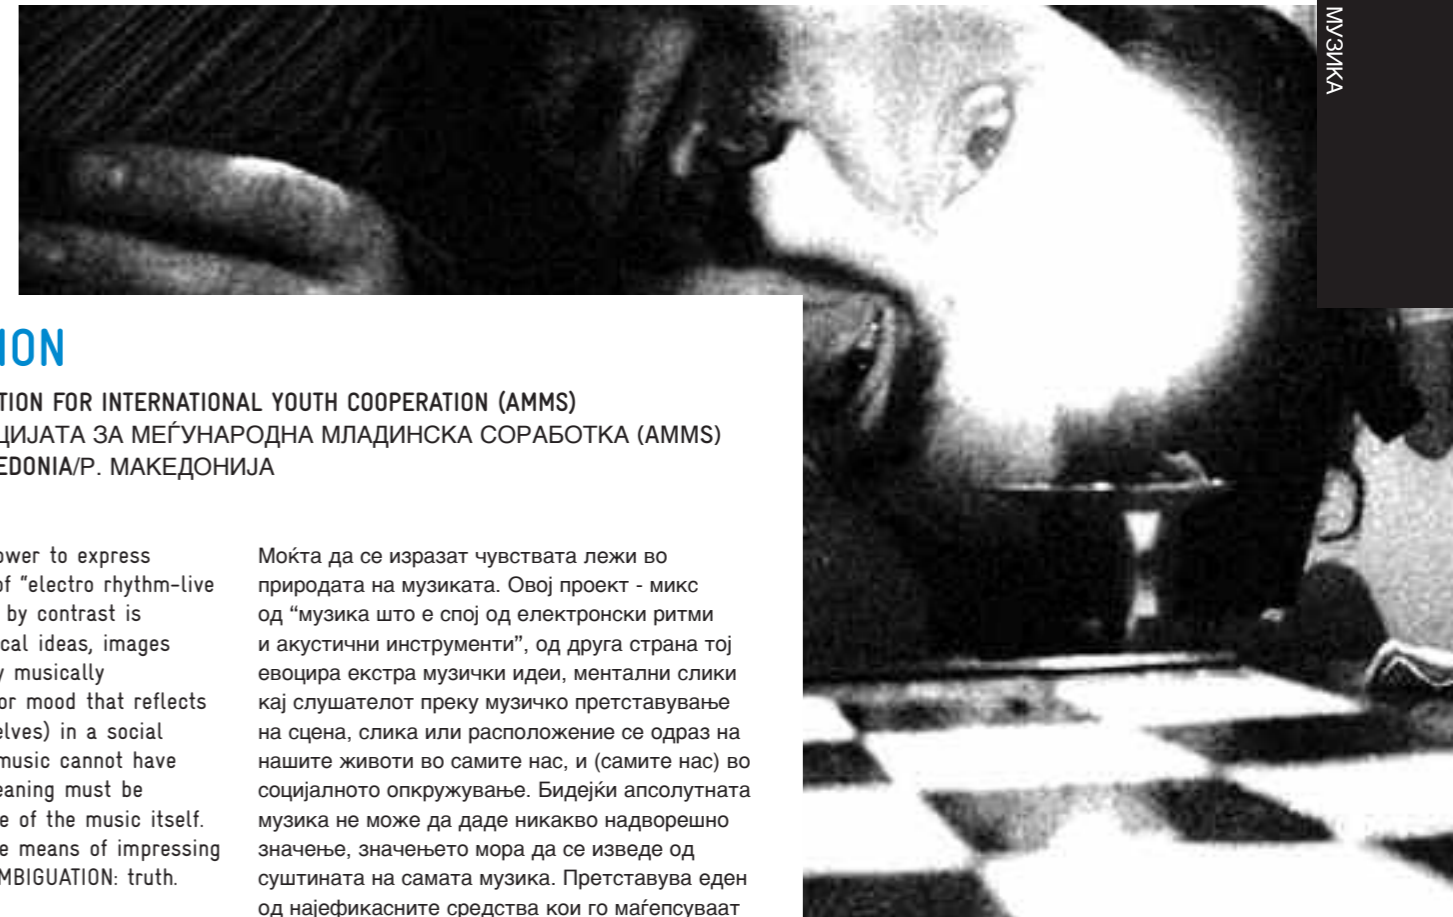 МУЗИКА
ION
TION FOR INTERNATIONAL YOUTH COOPERATION (AMMS)
ЦИЈАТА ЗА МЕЃУНАРОДНА МЛАДИНСКА СОРАБОТКА (AMMS)
EDONIA/Р. МАКЕДОНИЈА
ower to express
of “electro rhythm-live
by contrast is
cal ideas, images
y musically
or mood that reflects
elves) in a social
music cannot have
eaning must be
e of the music itself.
e means of impressing
MBIGUATION: truth.
Моќта да се изразат чувствата лежи во
природата на музиката. Овој проект - микс
од “музика што е спој од електронски ритми
и акустични инструменти”, од друга страна тој
евоцира екстра музички идеи, ментални слики
кај слушателот преку музичко претставување
на сцена, слика или расположение се одраз на
нашите животи во самите нас, и (самите нас) во
социјалното опкружување. Бидејќи апсолутната
музика не може да даде никакво надворешно
значење, значењето мора да се изведе од
суштината на самата музика. Претставува еден
од најефикасните средства кои го маѓепсуваат